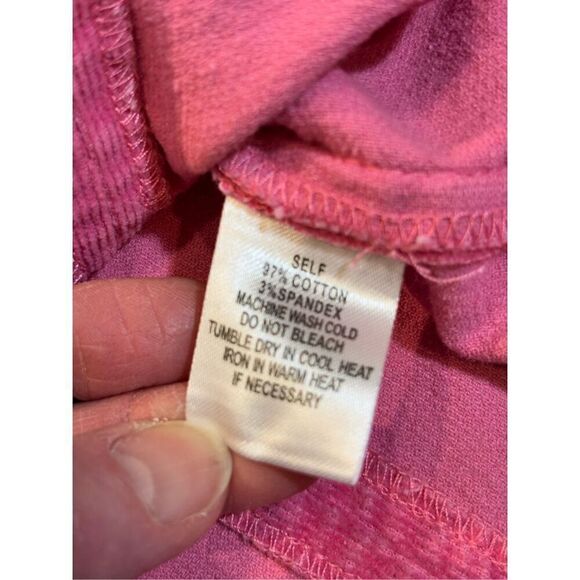 SELF
97% COTTON
3%SPANDEX
MACHINE WASH COLD
DO NOT BLEACH
TUMBLE DRY IN COOL HEAT
IRON IN WARM HEAT
IF NECESSARY